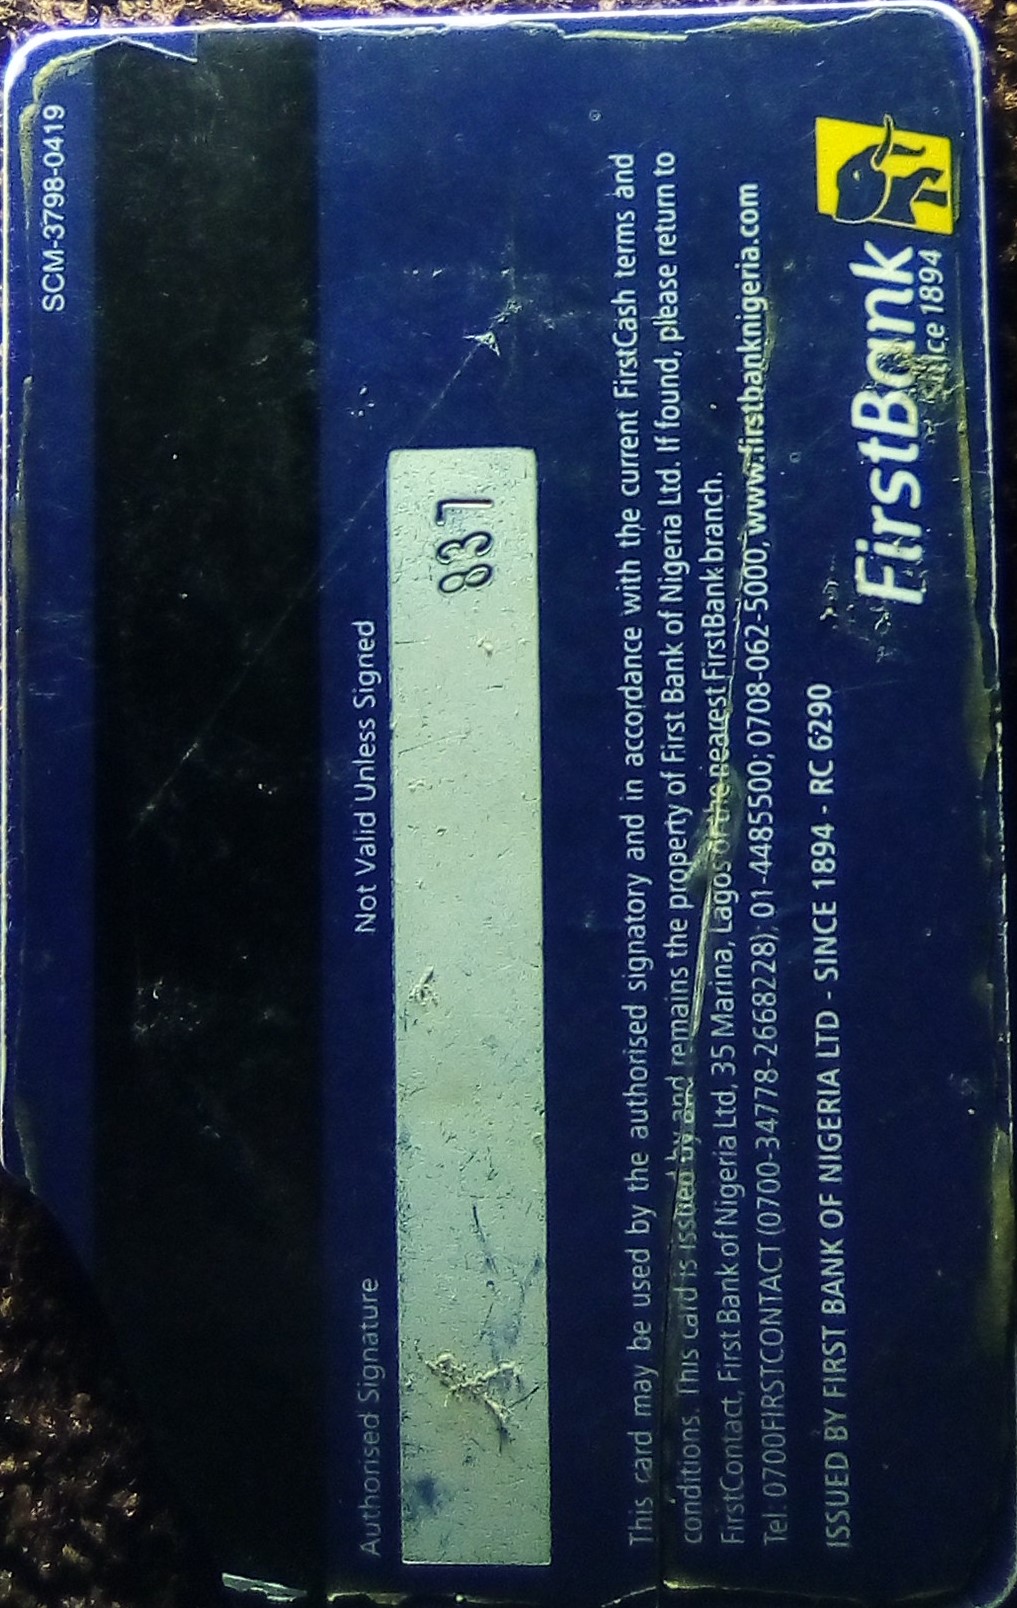 SCM-3798-0419
Authorised Signature Not Valid Unless Signed
837
This card may be used by the authorised signatory and in accordance with the current FirstCash terms and
conditions. This card is issued by and remains the property of First Bank of Nigeria Ltd. If found, please return to
FirstContact, First Bank of Nigeria Ltd, 35 Marina, Lagos or the nearest FirstBank branch.
Tel: 0700FIRSTCONTACT (0700-34778-2668228); 01-4485500; 0708-062-5000, www.firstbanknigeria.com
ISSUED BY FIRST BANK OF NIGERIA LTD - SINCE 1894 - RC 6290
FirstBank
Since 1894